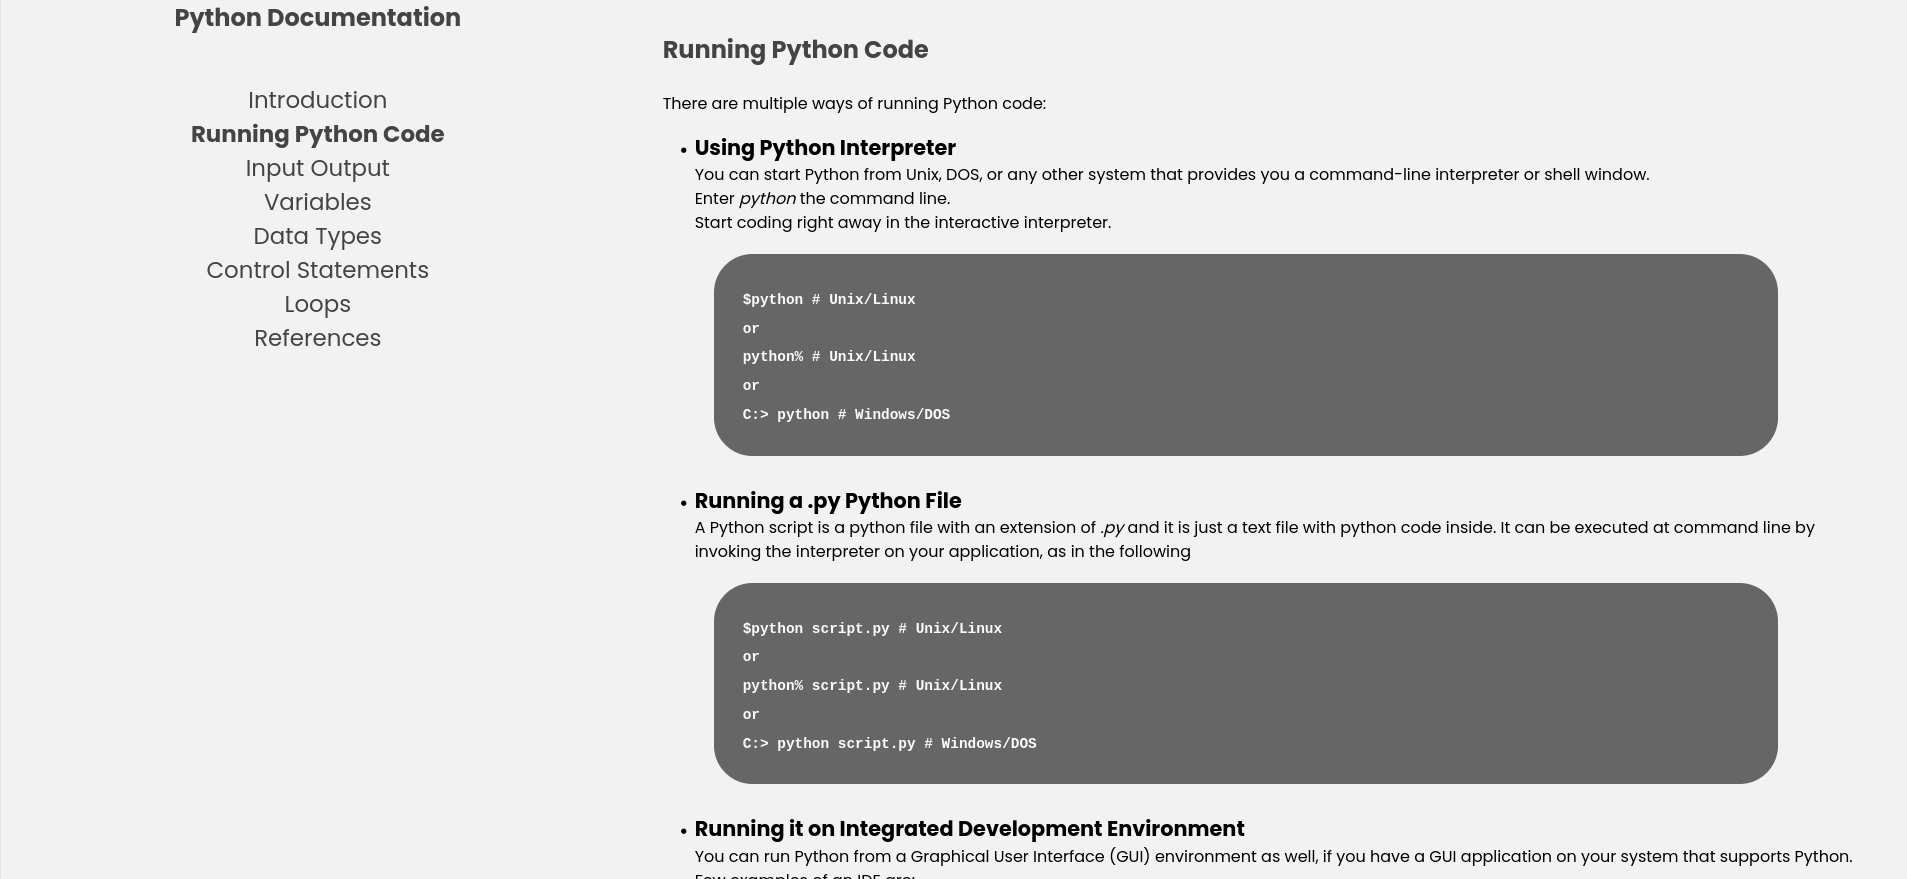 Python Documentation
Introduction
Running Python Code
Input Output
Variables
Data Types
Control Statements
Loops
References
Running Python Code
There are multiple ways of running Python code:
• Using Python Interpreter
You can start Python from Unix, DOS, or any other system that provides you a command-line interpreter or shell window.
Enter python the command line.
Start coding right away in the interactive interpreter.
$python # Unix/Linux
or
python% # Unix/Linux
or
C:> python # Windows/DOS
• Running a .py Python File
A Python script is a python file with an extension of .py and it is just a text file with python code inside. It can be executed at command line by
invoking the interpreter on your application, as in the following
$python script.py # Unix/Linux
or
python% script.py # Unix/Linux
or
C:> python script.py # Windows/DOS
• Running it on Integrated Development Environment
You can run Python from a Graphical User Interface (GUI) environment as well, if you have a GUI application on your system that supports Python.
Few examples of an IDE are: